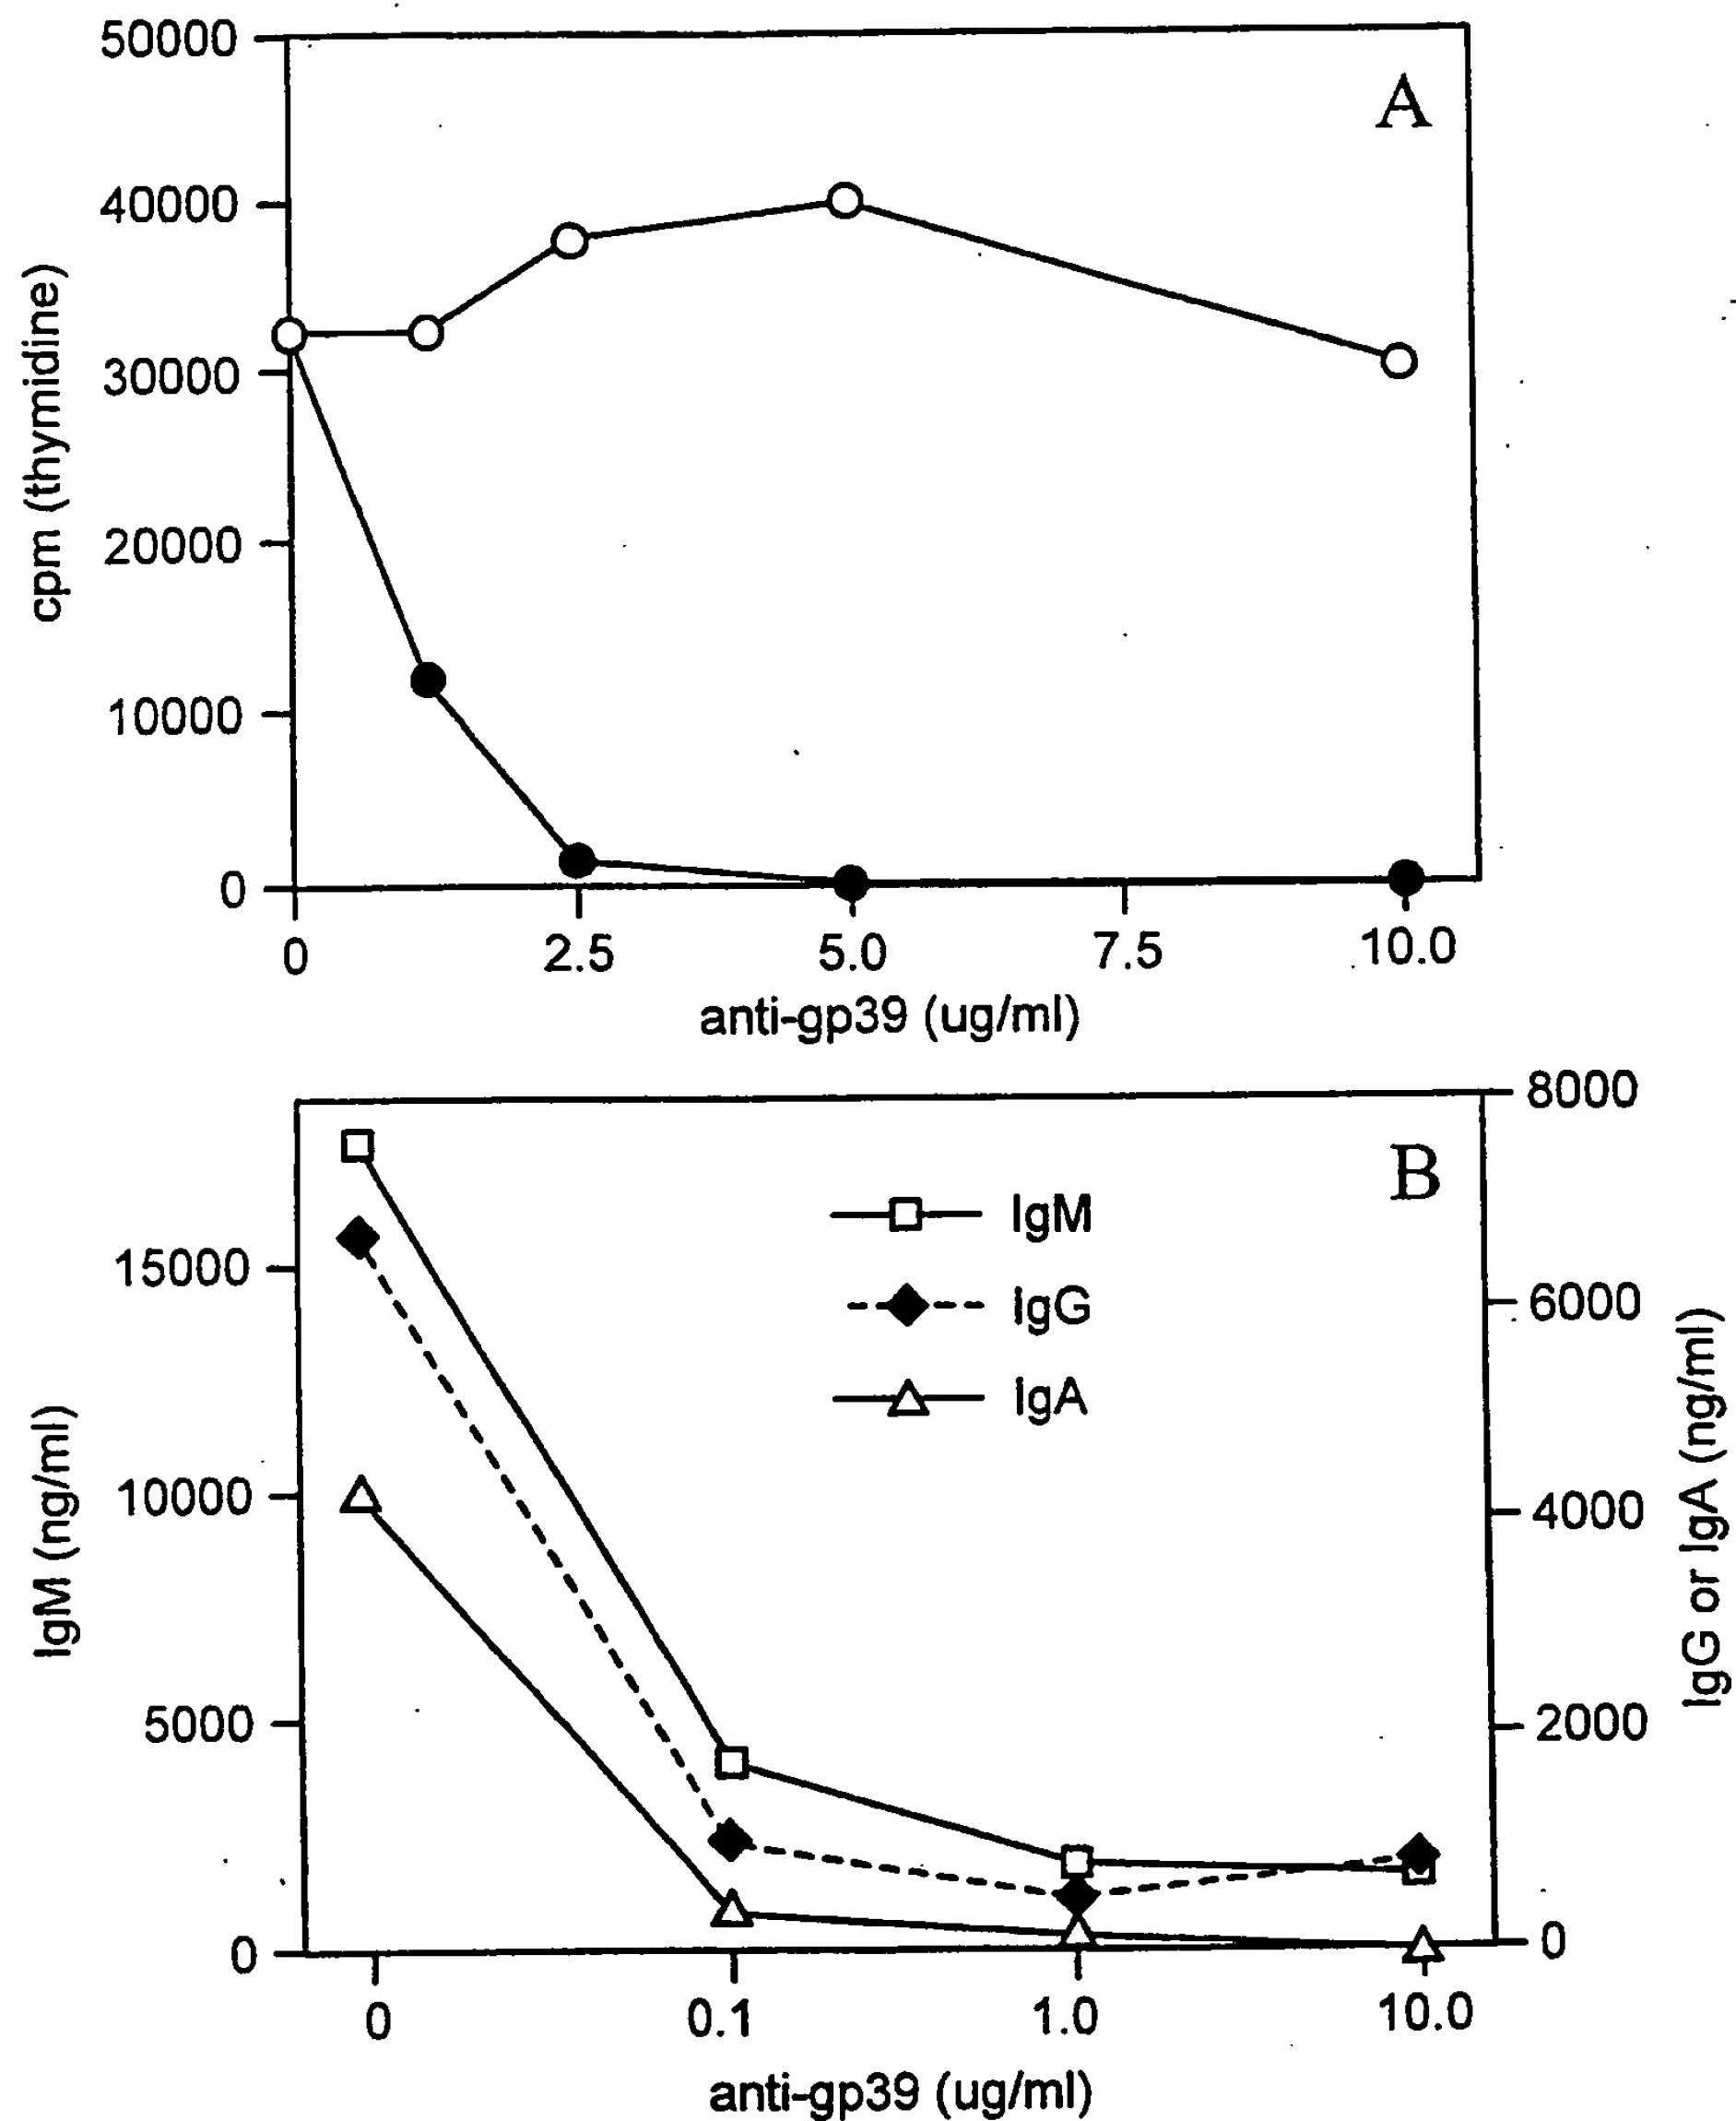 50000
A
40000
30000
20000
10000
0
cpm (thymidine)
0 2.5 5.0 7.5 10.0
anti-gp39 (ug/ml)
8000
B
IgM
15000
IgG
6000
IgA
10000
4000
5000
2000
0
0
IgM (ng/ml)
IgG or IgA (ng/ml)
0 0.1 1.0 10.0
anti-gp39 (ug/ml)